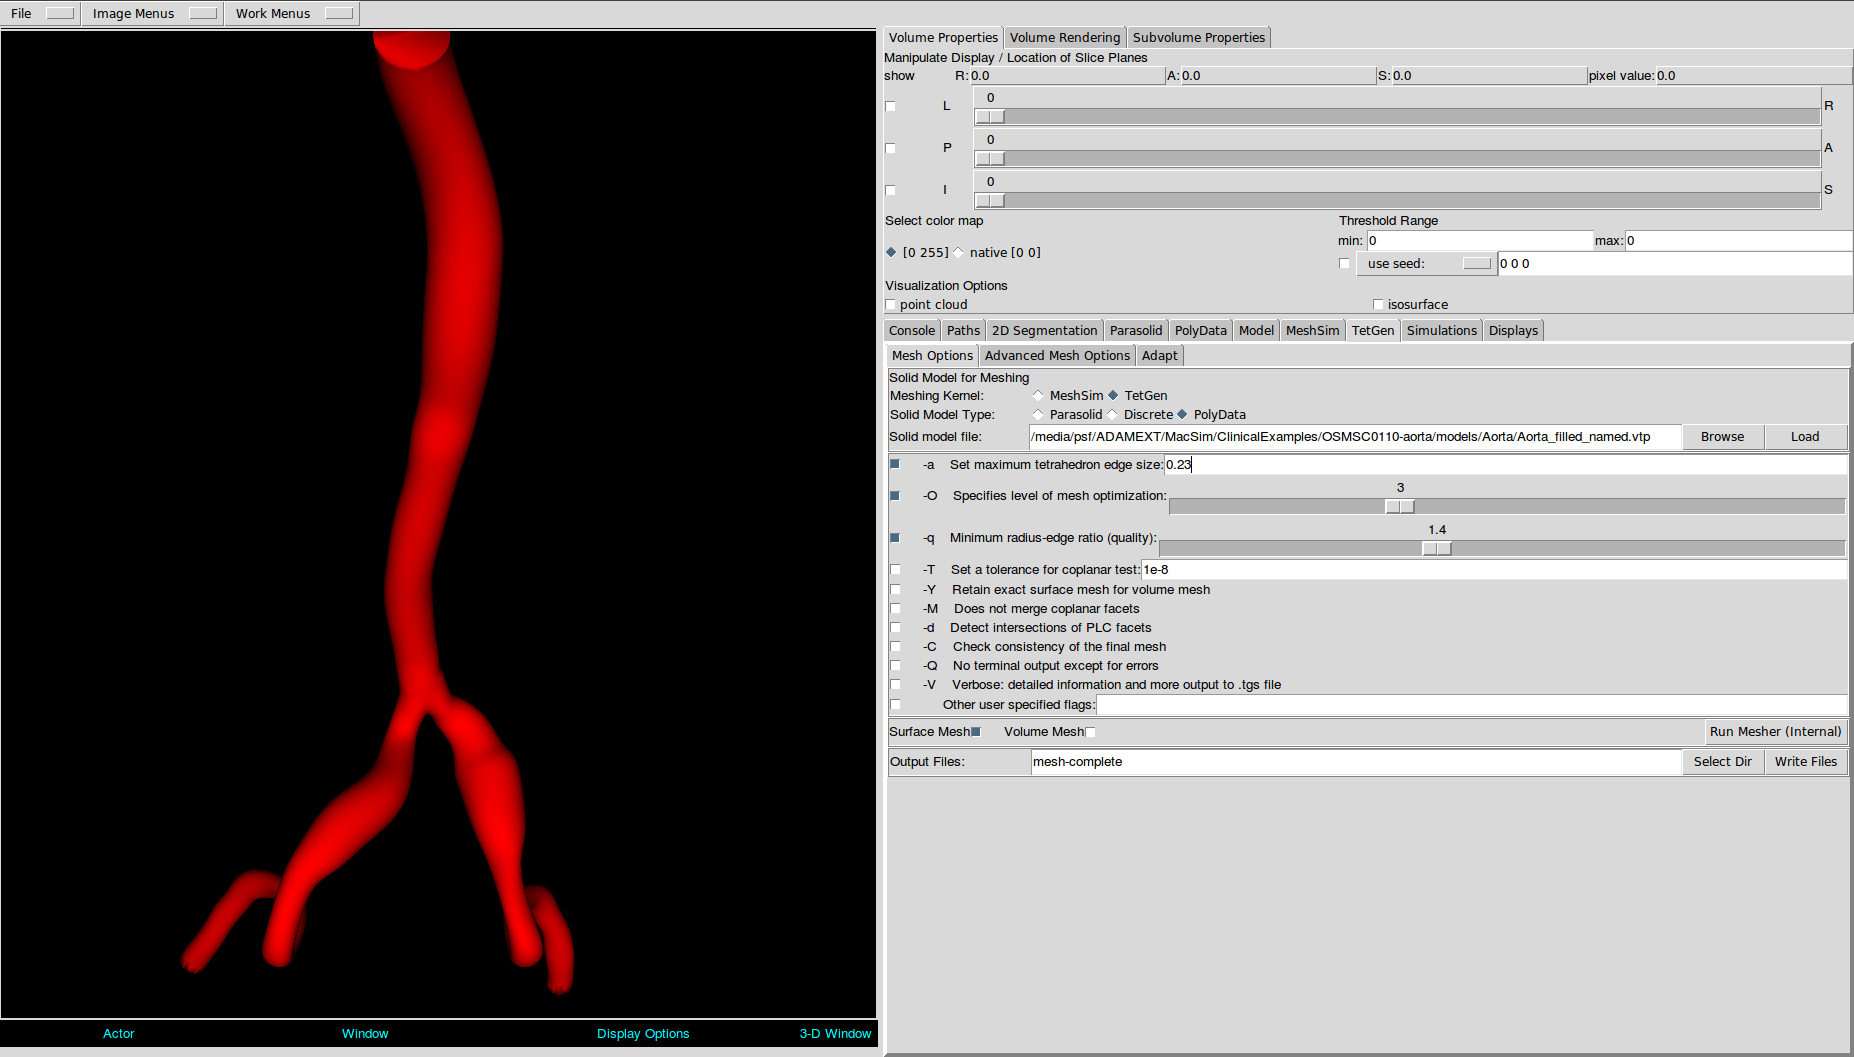 File Image Menus Work Menus
Volume Properties Volume Rendering Subvolume Properties
Manipulate Display / Location of Slice Planes
show R: 0.0 A: 0.0 S: 0.0 pixel value: 0.0
0
L R
0
P A
0
I S
Select color map Threshold Range
min: 0 max: 0
[0 255] native [0 0]
use seed: 0 0 0
Visualization Options
point cloud isosurface
Console Paths 2D Segmentation Parasolid PolyData Model MeshSim TetGen Simulations Displays
Mesh Options Advanced Mesh Options Adapt
Solid Model for Meshing
Meshing Kernel: MeshSim TetGen
Solid Model Type: Parasolid Discrete PolyData
Solid model file: /media/psf/ADAMEXT/MacSim/ClinicalExamples/OSMSC0110-aorta/models/Aorta/Aorta_filled_named.vtp Browse Load
-a Set maximum tetrahedron edge size: 0.23
3
-O Specifies level of mesh optimization:
1.4
-q Minimum radius-edge ratio (quality):
-T Set a tolerance for coplanar test: 1e-8
-Y Retain exact surface mesh for volume mesh
-M Does not merge coplanar facets
-d Detect intersections of PLC facets
-C Check consistency of the final mesh
-Q No terminal output except for errors
-V Verbose: detailed information and more output to .tgs file
Other user specified flags:
Surface Mesh Volume Mesh Run Mesher (Internal)
Output Files: mesh-complete Select Dir Write Files
Actor Window Display Options 3-D Window